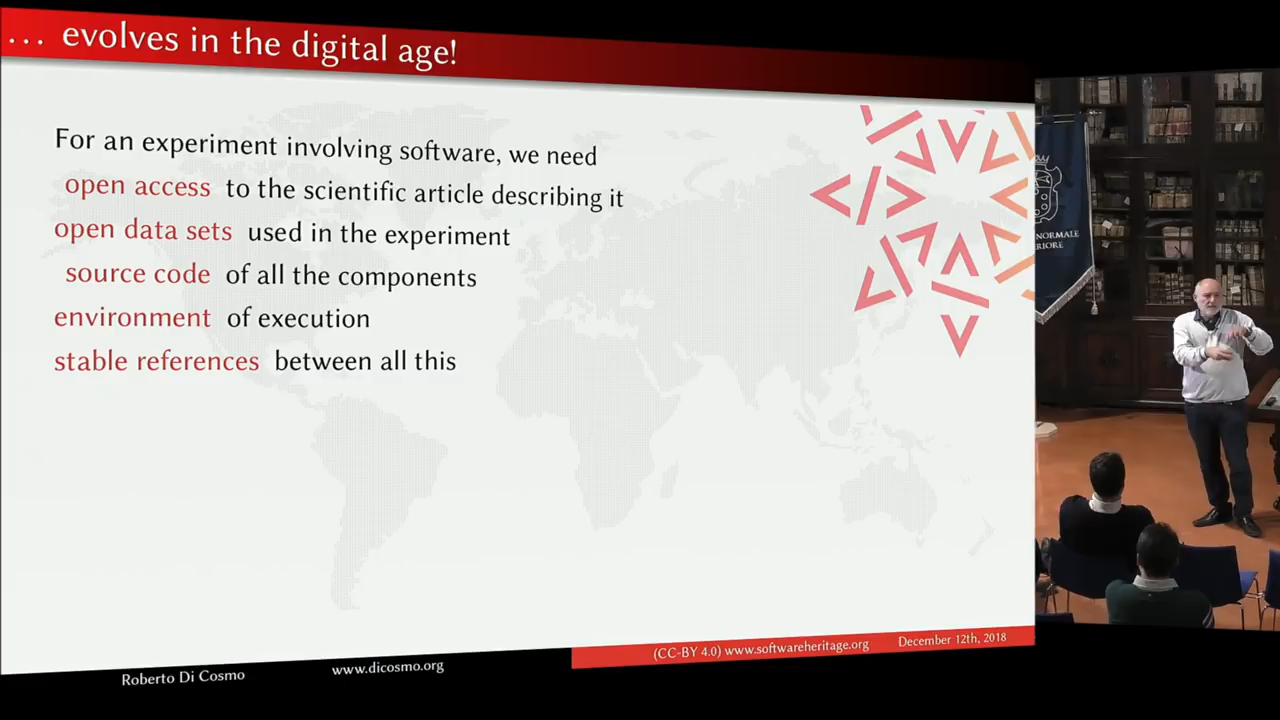 ... evolves in the digital age!
For an experiment involving software, we need
open access to the scientific article describing it
open data sets used in the experiment
source code of all the components
environment of execution
stable references between all this
(CC-BY 4.0) www.softwareheritage.org December 12th, 2018
Roberto Di Cosmo www.dicosmo.org
NORMALE
RIORE